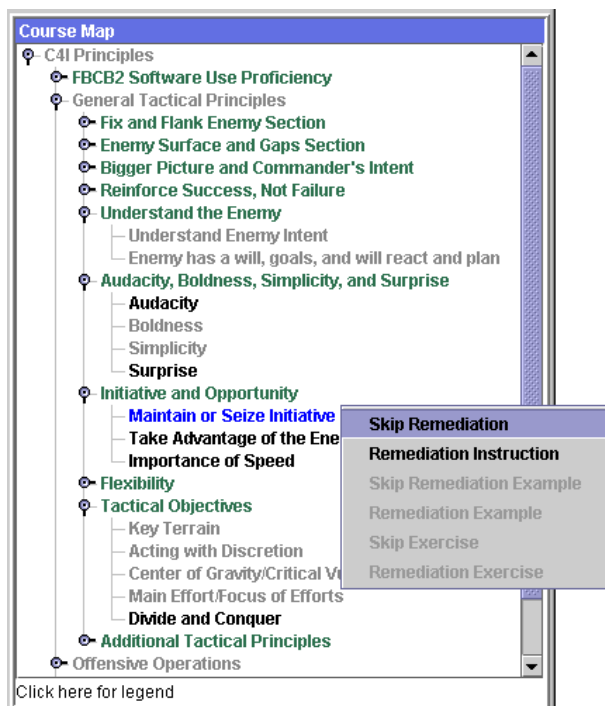 Course Map
C4I Principles
FBCB2 Software Use Proficiency
General Tactical Principles
Fix and Flank Enemy Section
Enemy Surface and Gaps Section
Bigger Picture and Commander's Intent
Reinforce Success, Not Failure
Understand the Enemy
Understand Enemy Intent
Enemy has a will, goals, and will react and plan
Audacity, Boldness, Simplicity, and Surprise
Audacity
Boldness
Simplicity
Surprise
Initiative and Opportunity
Maintain or Seize Initiative
Take Advantage of the Ene
Importance of Speed
Flexibility
Tactical Objectives
Key Terrain
Acting with Discretion
Center of Gravity/Critical Vu
Main Effort/Focus of Efforts
Divide and Conquer
Additional Tactical Principles
Offensive Operations
Click here for legend
Skip Remediation
Remediation Instruction
Skip Remediation Example
Remediation Example
Skip Exercise
Remediation Exercise